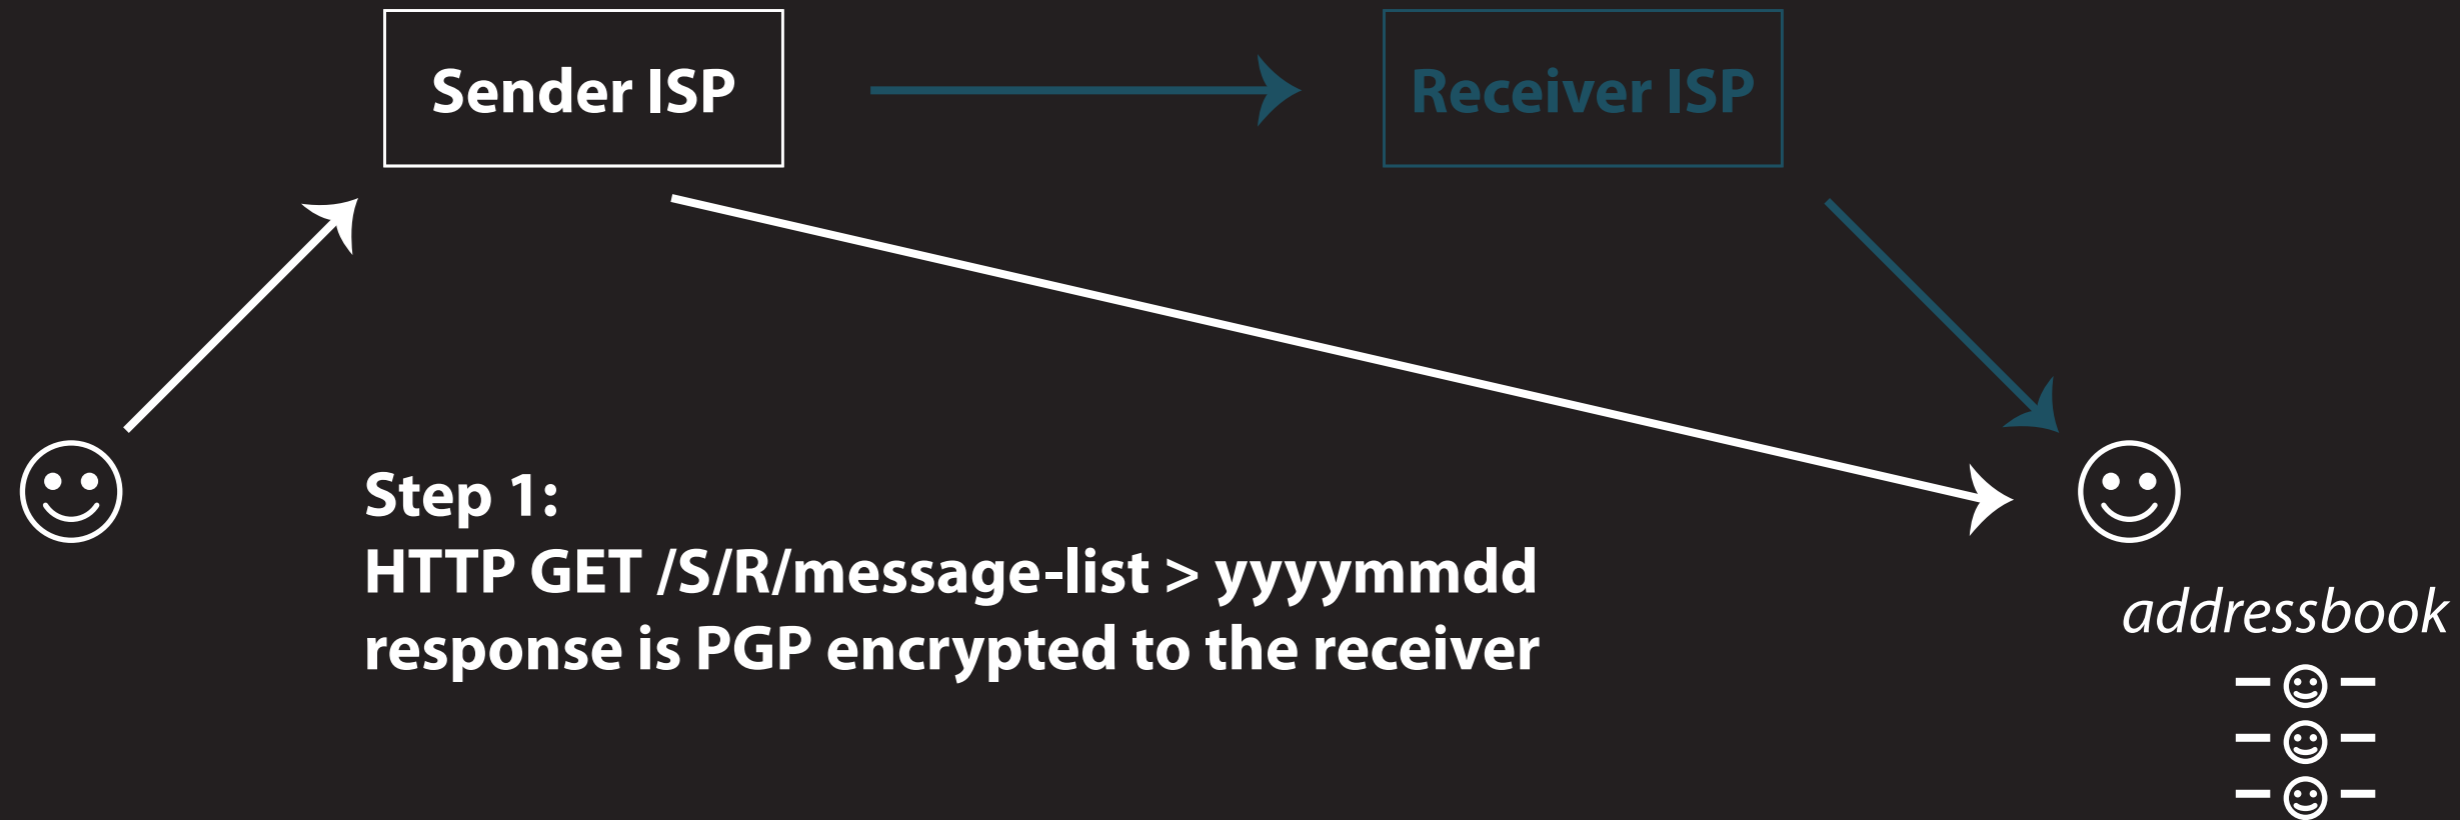 Sender ISP
Receiver ISP
Step 1:
HTTP GET /S/R/message-list > yyyymmdd
response is PGP encrypted to the receiver
addressbook